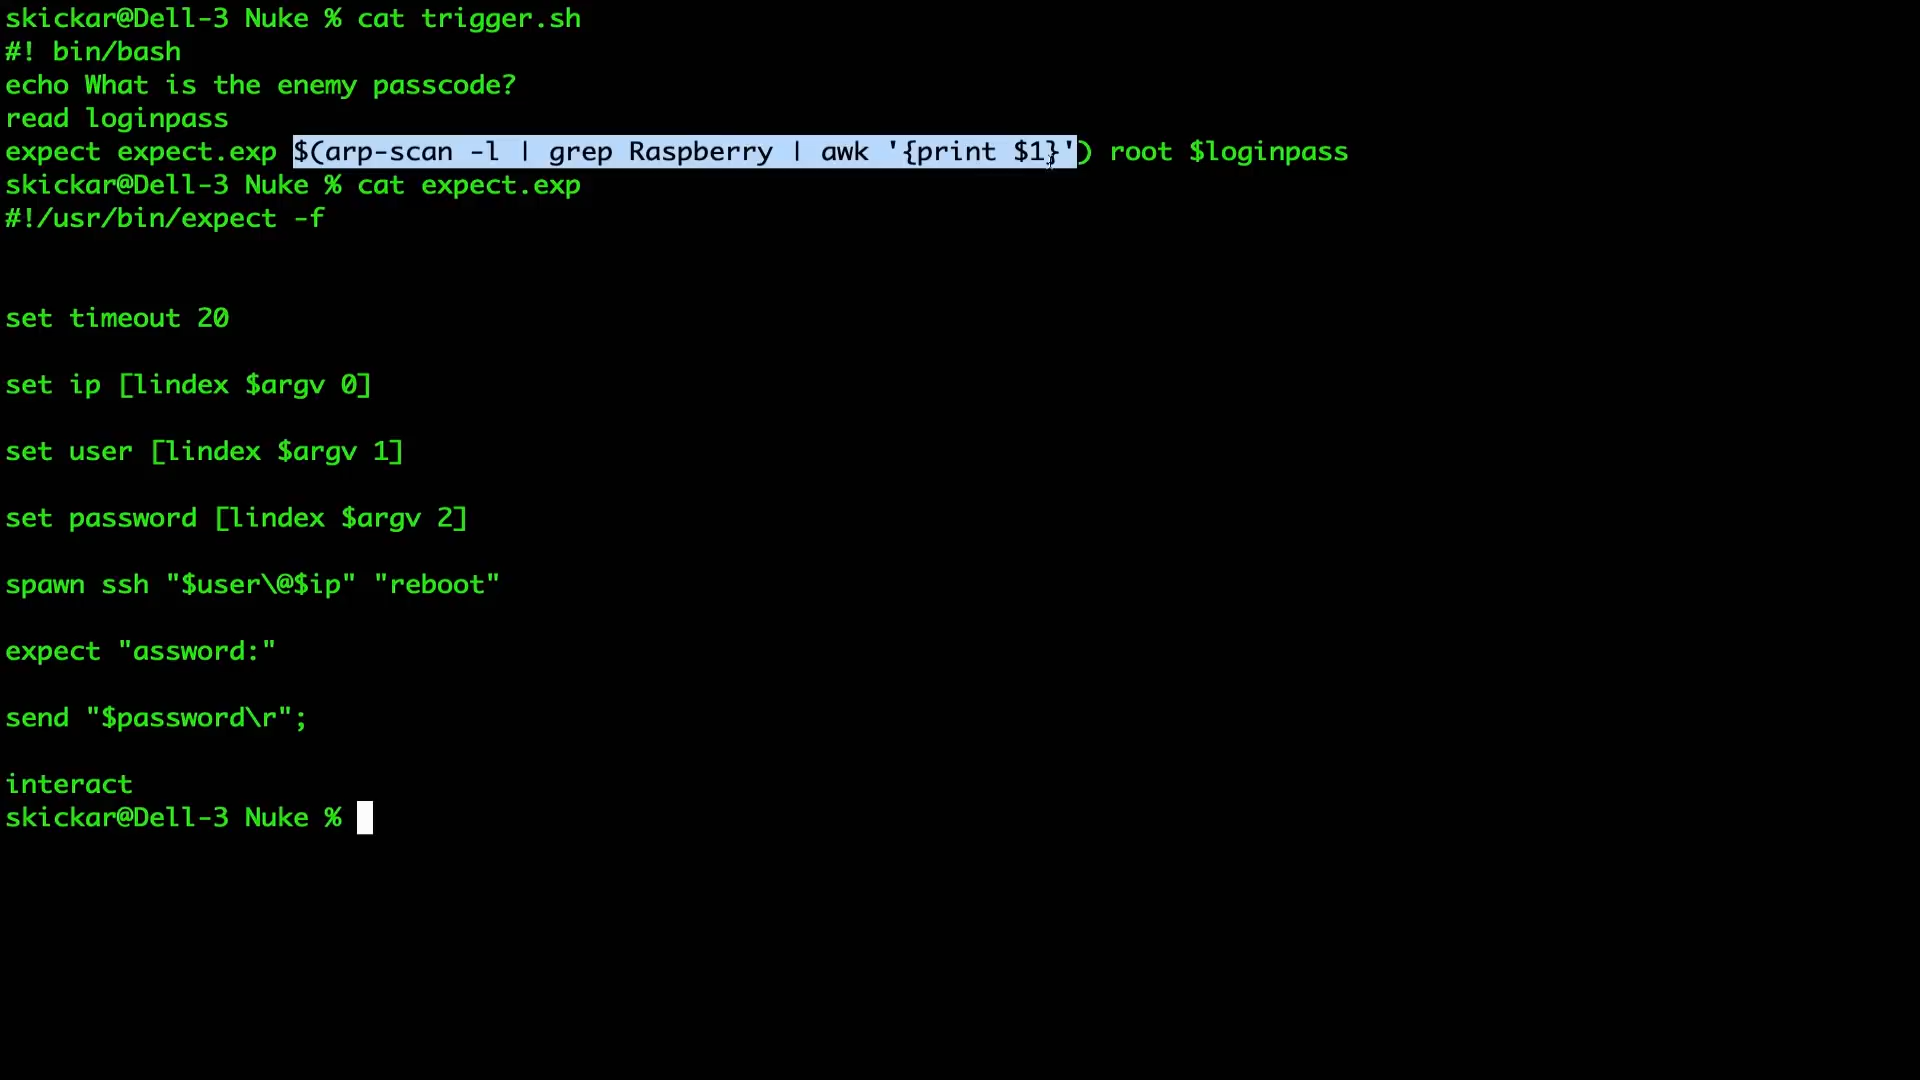 skickar@Dell-3 Nuke % cat trigger.sh
#! bin/bash
echo What is the enemy passcode?
read loginpass
expect expect.exp $(arp-scan -l | grep Raspberry | awk '{print $1}') root $loginpass
skickar@Dell-3 Nuke % cat expect.exp
#!/usr/bin/expect -f
set timeout 20
set ip [lindex $argv 0]
set user [lindex $argv 1]
set password [lindex $argv 2]
spawn ssh "$user\@$ip" "reboot"
expect "assword:"
send "$password\r";
interact
skickar@Dell-3 Nuke %